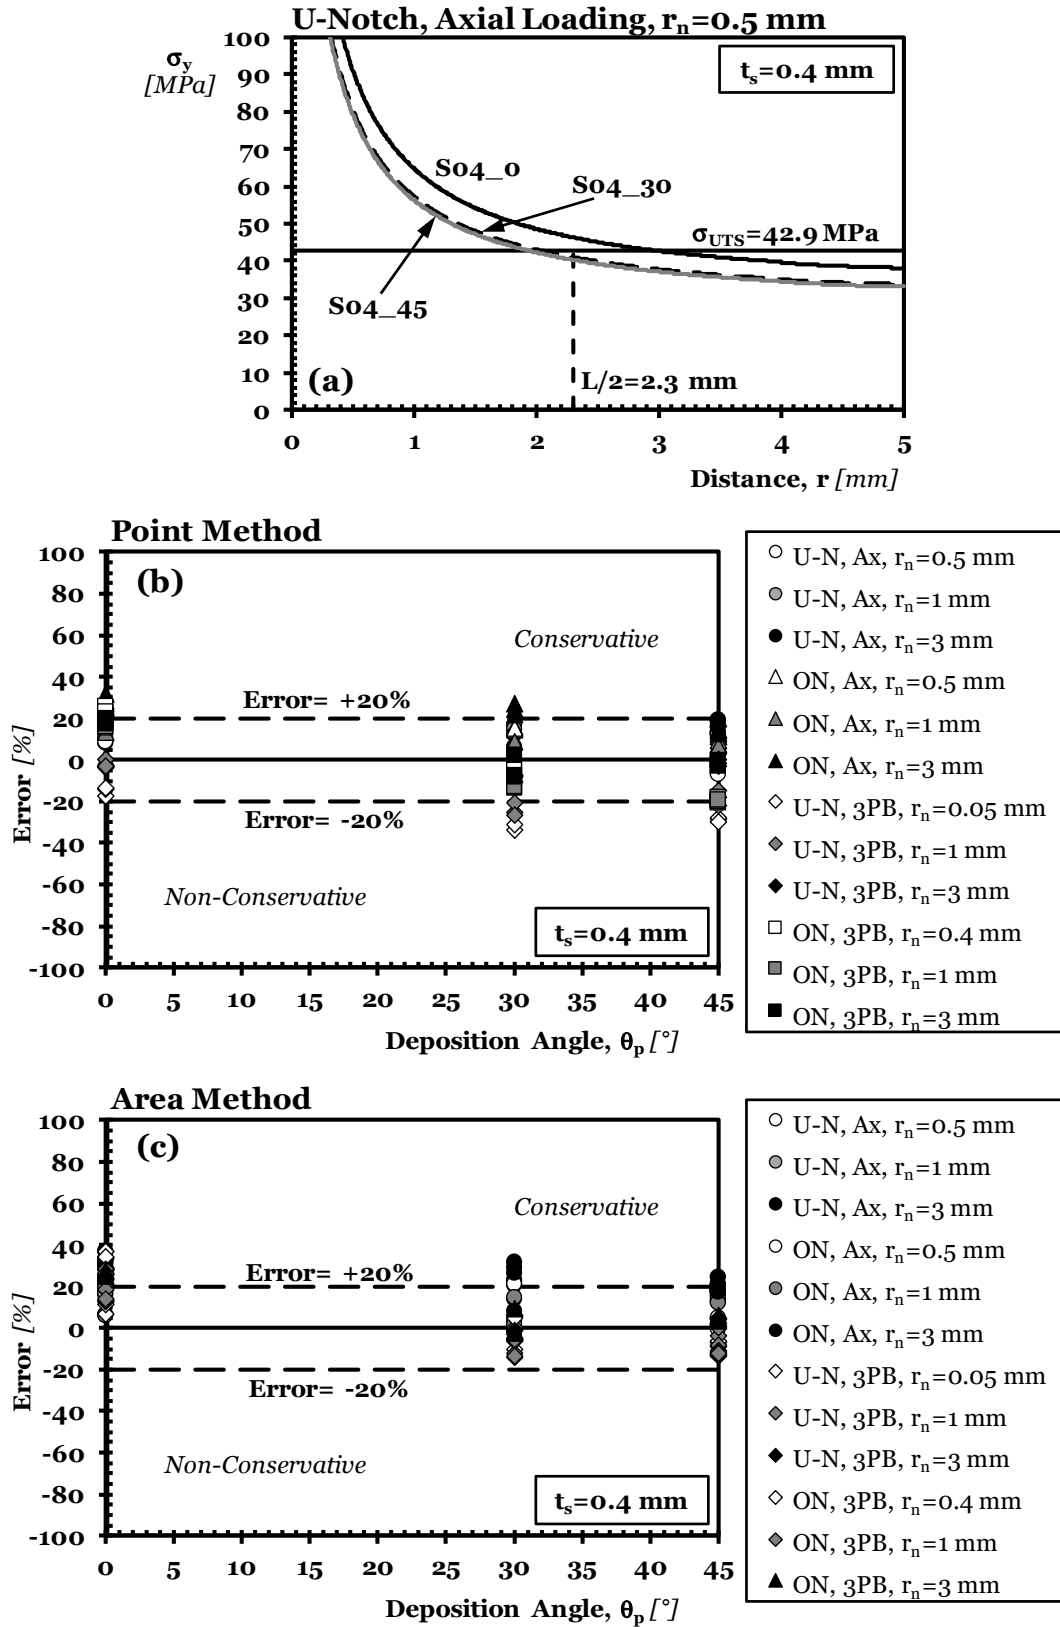 U-Notch, Axial Loading, rn=0.5 mm
σy
[MPa]
100
90
80
70
60
50
40
30
20
10
0
ts=0.4 mm
S04_0
S04_30
σUTS=42.9 MPa
S04_45
L/2=2.3 mm
(a)
0 1 2 3 4 5
Distance, r [mm]
Point Method
Error [%]
100
80
60
40
20
0
-20
-40
-60
-80
-100
(b)
Conservative
Error= +20%
Error= -20%
Non-Conservative
ts=0.4 mm
0 5 10 15 20 25 30 35 40 45
Deposition Angle, θp [°]
U-N, Ax, rn=0.5 mm
U-N, Ax, rn=1 mm
U-N, Ax, rn=3 mm
ON, Ax, rn=0.5 mm
ON, Ax, rn=1 mm
ON, Ax, rn=3 mm
U-N, 3PB, rn=0.05 mm
U-N, 3PB, rn=1 mm
U-N, 3PB, rn=3 mm
ON, 3PB, rn=0.4 mm
ON, 3PB, rn=1 mm
ON, 3PB, rn=3 mm
Area Method
Error [%]
100
80
60
40
20
0
-20
-40
-60
-80
-100
(c)
Conservative
Error= +20%
Error= -20%
Non-Conservative
ts=0.4 mm
0 5 10 15 20 25 30 35 40 45
Deposition Angle, θp [°]
U-N, Ax, rn=0.5 mm
U-N, Ax, rn=1 mm
U-N, Ax, rn=3 mm
ON, Ax, rn=0.5 mm
ON, Ax, rn=1 mm
ON, Ax, rn=3 mm
U-N, 3PB, rn=0.05 mm
U-N, 3PB, rn=1 mm
U-N, 3PB, rn=3 mm
ON, 3PB, rn=0.4 mm
ON, 3PB, rn=1 mm
ON, 3PB, rn=3 mm